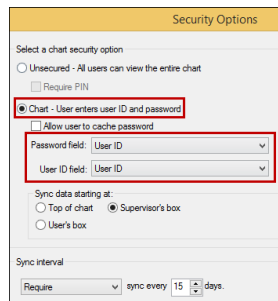 Security Options
Select a chart security option
Unsecured - All users can view the entire chart
Require PIN
Chart - User enters user ID and password
Allow user to cache password
Password field: User ID
User ID field: User ID
Sync data starting at:
Top of chart Supervisor's box
User's box
Sync interval
Require sync every 15 days.